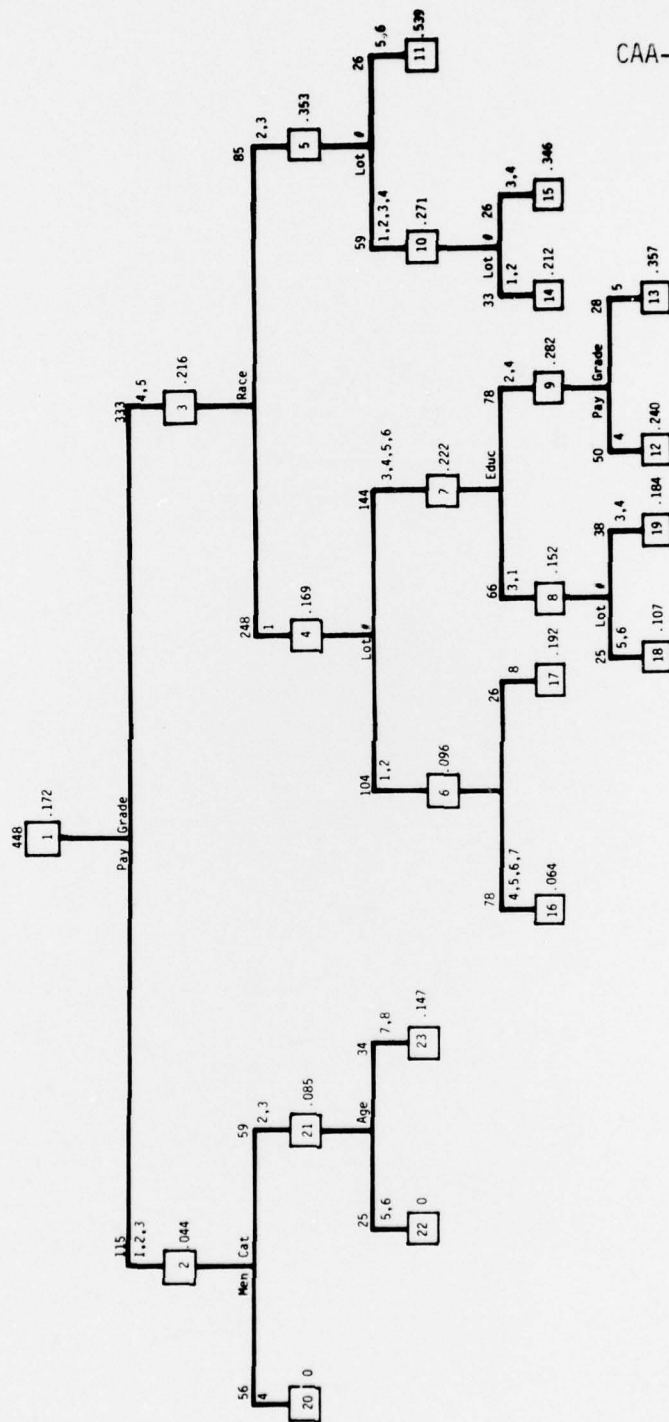 CAA-
448
1 .172
Pay Grade
115 333
1,2,3 4,5
2 .044 3 .216
Men Cat Race
56 59 248 85
4 2,3 1 2,3
20 0 21 .085 4 .169 5 .353
Age Lot # Lot #
25 34 104 144 59 26
5,6 7,8 1,2 3,4,5,6 1,2,3,4 5,6
22 0 23 .147 6 .096 7 .222 10 .271 11 .539
Educ Lot #
78 26 66 78 33 26
4,5,6,7 8 3,1 2,4 1,2 3,4
16 .064 17 .192 8 .152 9 .282 14 .212 15 .346
Lot # Pay Grade
25 38 50 28
5,6 3,4 4 5
18 .107 19 .184 12 .240 13 .357